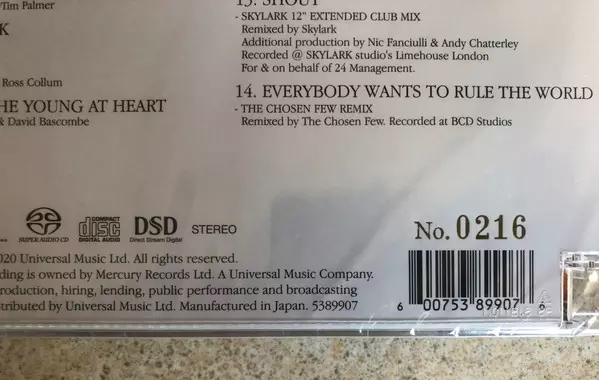 Tim Palmer
K
Ross Collum
HE YOUNG AT HEART
& David Bascombe
13. SHOUT
- SKYLARK 12" EXTENDED CLUB MIX
Remixed by Skylark
Additional production by Nic Fanciulli & Andy Chatterley
Recorded @ SKYLARK studio's Limehouse London
For & on behalf of 24 Management.
14. EVERYBODY WANTS TO RULE THE WORLD
- THE CHOSEN FEW REMIX
Remixed by The Chosen Few. Recorded at BCD Studios
SUPER AUDIO CD
COMPACT
disc
DIGITAL AUDIO
DSD
Direct Stream Digital
STEREO
No. 0216
20 Universal Music Ltd. All rights reserved.
ding is owned by Mercury Records Ltd. A Universal Music Company.
roduction, hiring, lending, public performance and broadcasting
tributed by Universal Music Ltd. Manufactured in Japan. 5389907
6 00753 89907 6